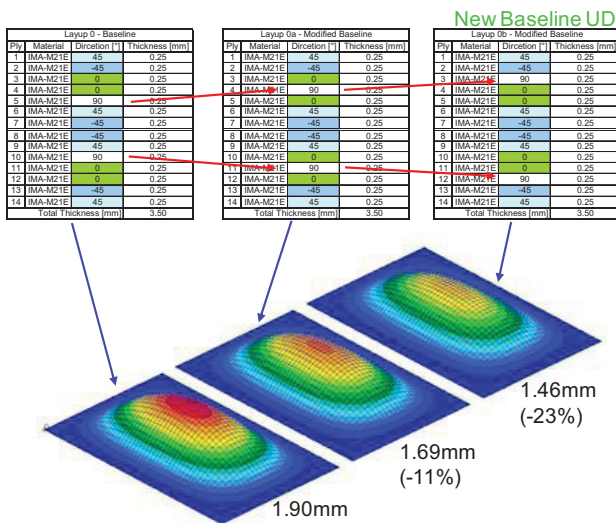 New Baseline UD
Layup 0 - Baseline Layup 0a - Modified Baseline Layup 0b - Modified Baseline
Ply Material Dircetion [°] Thickness [mm] Ply Material Dircetion [°] Thickness [mm] Ply Material Dircetion [°] Thickness [mm]
1 IMA-M21E 45 0.25 1 IMA-M21E 45 0.25 1 IMA-M21E 45 0.25
2 IMA-M21E -45 0.25 2 IMA-M21E -45 0.25 2 IMA-M21E -45 0.25
3 IMA-M21E 0 0.25 3 IMA-M21E 0 0.25 3 IMA-M21E 90 0.25
4 IMA-M21E 0 0.25 4 IMA-M21E 90 0.25 4 IMA-M21E 0 0.25
5 IMA-M21E 90 0.25 5 IMA-M21E 0 0.25 5 IMA-M21E 0 0.25
6 IMA-M21E 45 0.25 6 IMA-M21E 45 0.25 6 IMA-M21E 45 0.25
7 IMA-M21E -45 0.25 7 IMA-M21E -45 0.25 7 IMA-M21E -45 0.25
8 IMA-M21E -45 0.25 8 IMA-M21E -45 0.25 8 IMA-M21E -45 0.25
9 IMA-M21E 45 0.25 9 IMA-M21E 45 0.25 9 IMA-M21E 45 0.25
10 IMA-M21E 90 0.25 10 IMA-M21E 0 0.25 10 IMA-M21E 0 0.25
11 IMA-M21E 0 0.25 11 IMA-M21E 90 0.25 11 IMA-M21E 0 0.25
12 IMA-M21E 0 0.25 12 IMA-M21E 0 0.25 12 IMA-M21E 90 0.25
13 IMA-M21E -45 0.25 13 IMA-M21E -45 0.25 13 IMA-M21E -45 0.25
14 IMA-M21E 45 0.25 14 IMA-M21E 45 0.25 14 IMA-M21E 45 0.25
Total Thickness [mm] 3.50 Total Thickness [mm] 3.50 Total Thickness [mm] 3.50
1.46mm
(-23%)
1.69mm
(-11%)
1.90mm